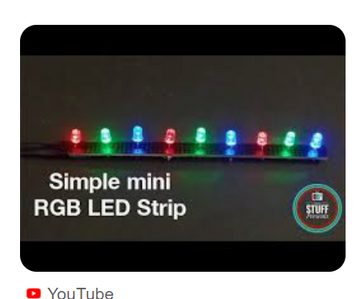 Simple mini
RGB LED Strip
STUFF
YouTube